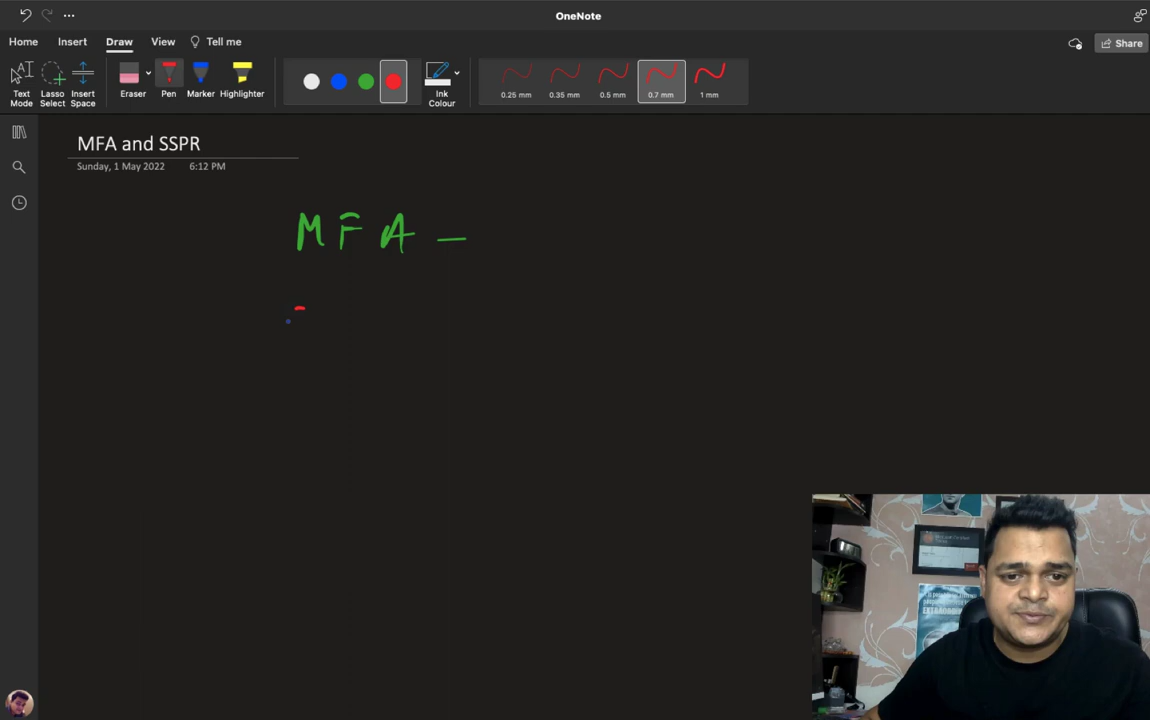 OneNote
Home Insert Draw View Tell me
Share
Text Mode
Lasso Select
Insert Space
Eraser
Pen
Marker
Highlighter
Ink Colour
0.25 mm 0.35 mm 0.5 mm 0.7 mm 1 mm
MFA and SSPR
Sunday, 1 May 2022 6:12 PM
M F A –